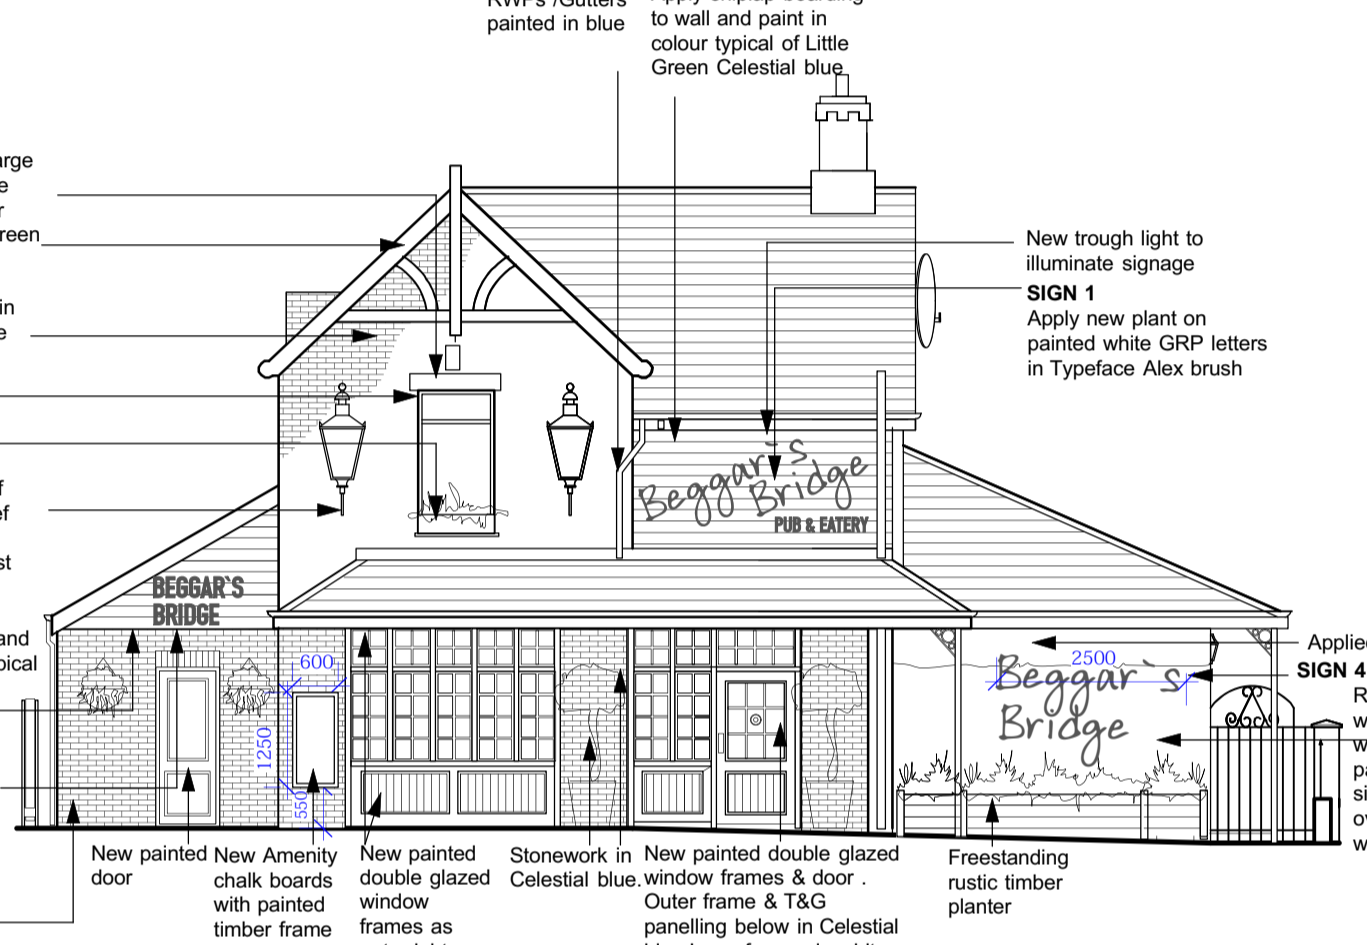 painted in blue
to wall and paint in
colour typical of Little
Green Celestial blue
New trough light to
illuminate signage
SIGN 1
Apply new plant on
painted white GRP letters
in Typeface Alex brush
Beggar`s
Bridge
PUB & EATERY
BEGGAR`S
BRIDGE
and
600
1250
550
2500
Beggar`s
Bridge
SIGN 4
New painted
door
New Amenity
chalk boards
with painted
timber frame
New painted
double glazed
window
frames as
Stonework in
Celestial blue.
New painted double glazed
window frames & door .
Outer frame & T&G
panelling below in Celestial
Freestanding
rustic timber
planter